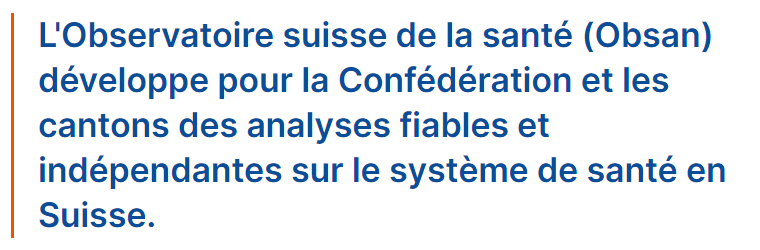 L'Observatoire suisse de la santé (Obsan)
développe pour la Confédération et les
cantons des analyses fiables et
indépendantes sur le système de santé en
Suisse.